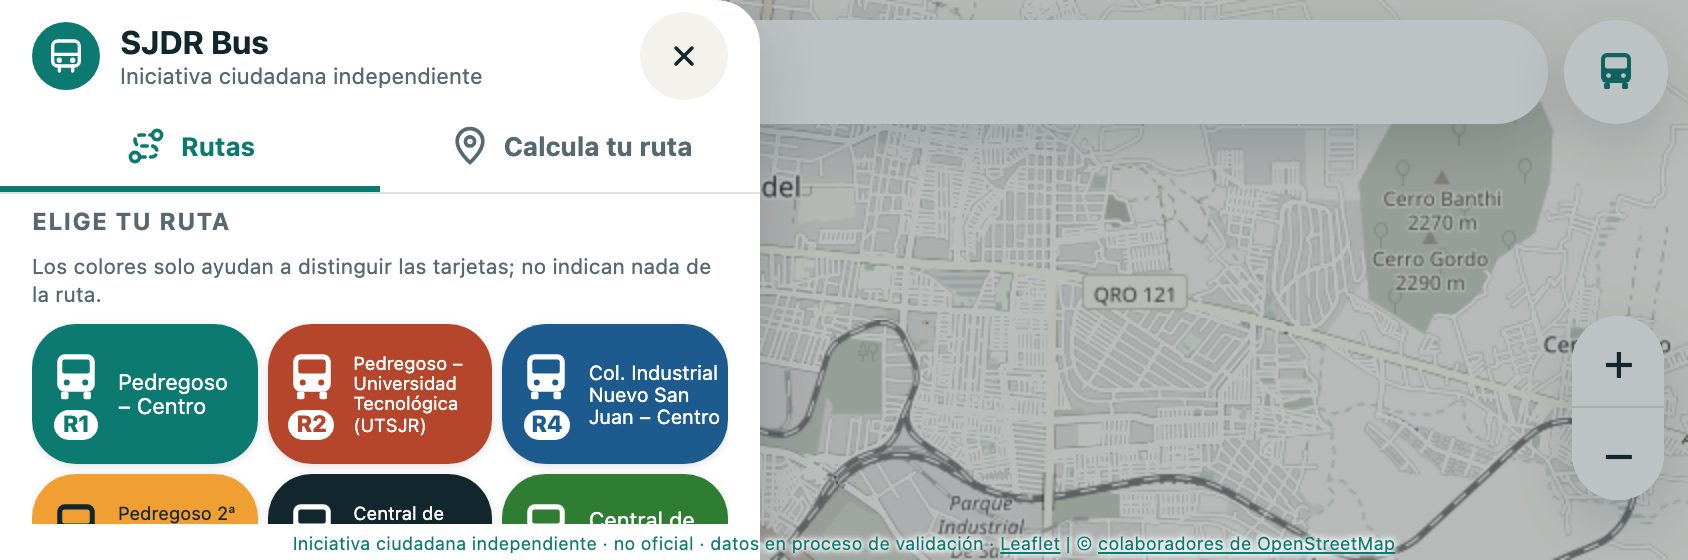 SJDR Bus
Iniciativa ciudadana independiente
Rutas
Calcula tu ruta
ELIGE TU RUTA
Los colores solo ayudan a distinguir las tarjetas; no indican nada de
la ruta.
R1
Pedregoso
– Centro
R2
Pedregoso –
Universidad
Tecnológica
(UTSJR)
R4
Col. Industrial
Nuevo San
Juan – Centro
Pedregoso 2ª
Central de
Central de
del
Cerro Banthi
2270 m
Cerro Gordo
2290 m
QRO 121
+
−
Parque
Industrial
Iniciativa ciudadana independiente · no oficial · datos en proceso de validación · Leaflet | © colaboradores de OpenStreetMap